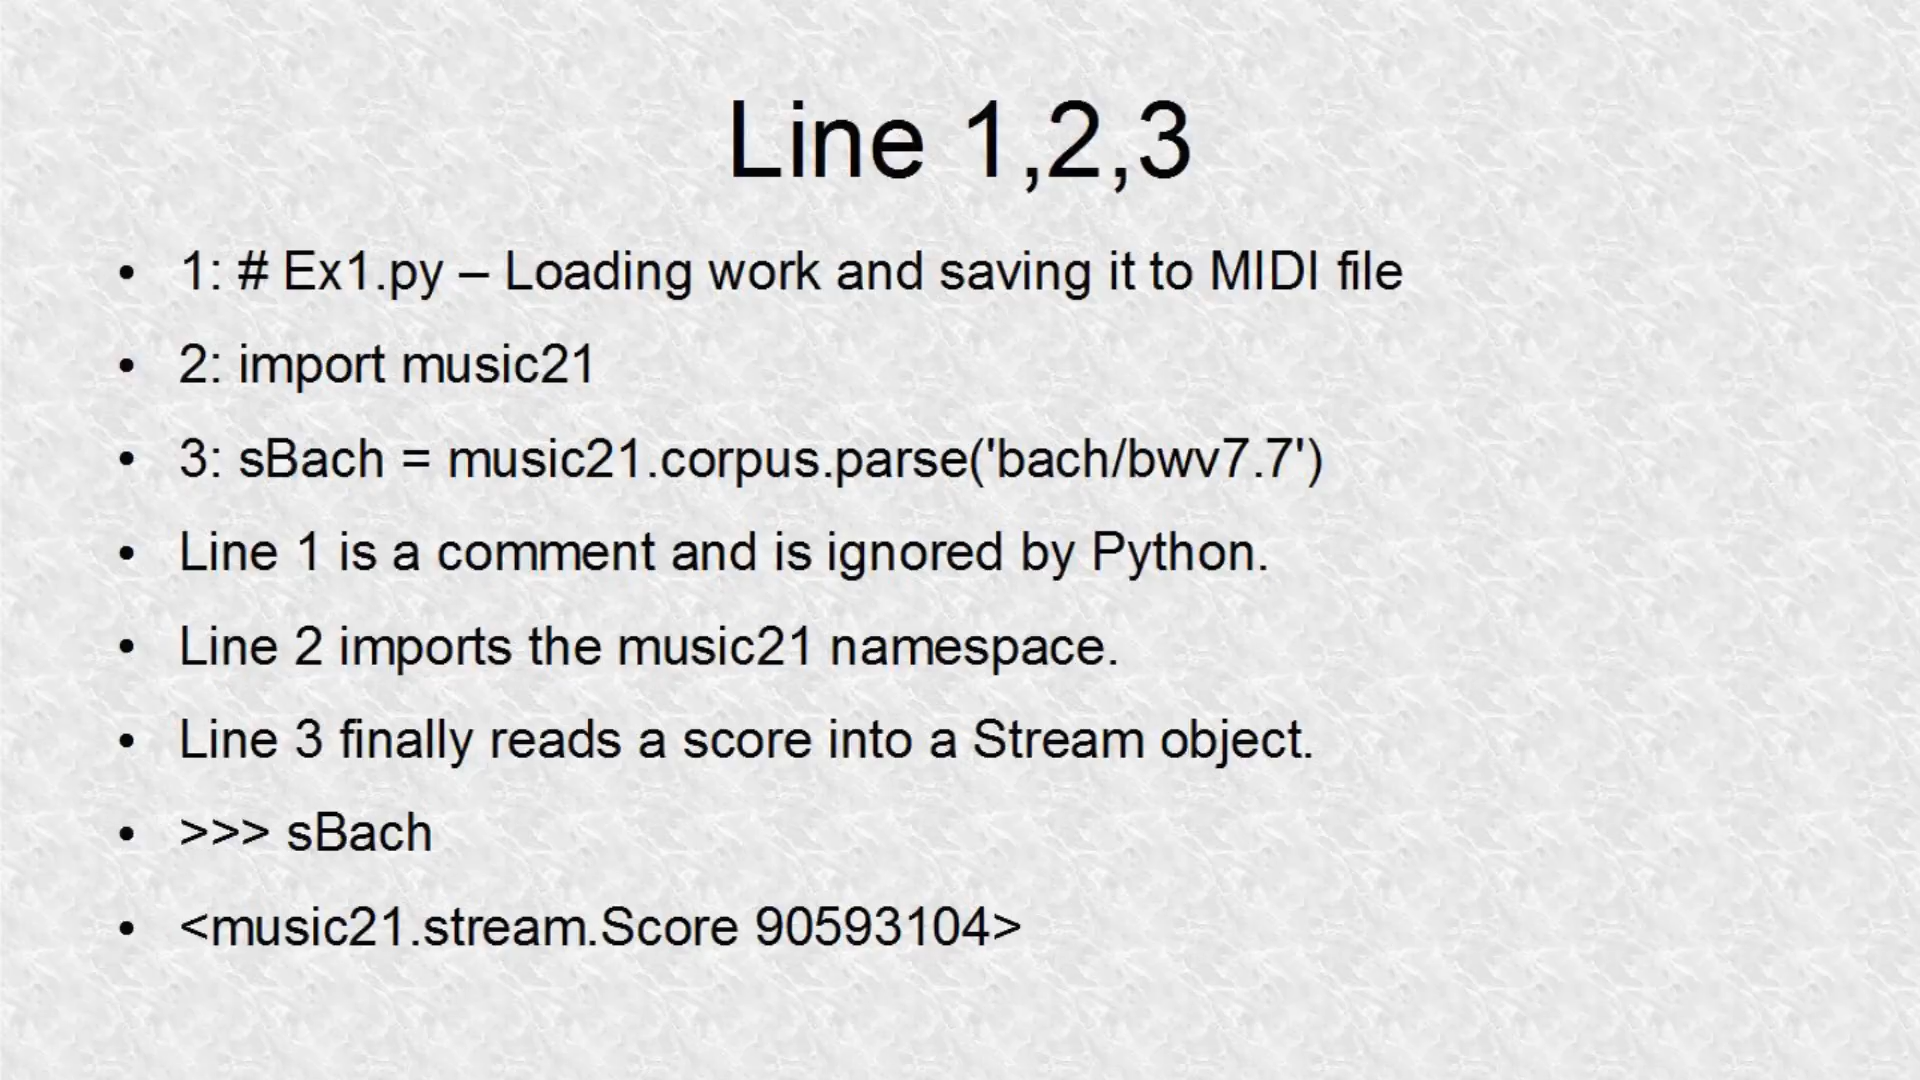 Line 1,2,3
• 1: # Ex1.py – Loading work and saving it to MIDI file
• 2: import music21
• 3: sBach = music21.corpus.parse('bach/bwv7.7')
• Line 1 is a comment and is ignored by Python.
• Line 2 imports the music21 namespace.
• Line 3 finally reads a score into a Stream object.
• >>> sBach
• <music21.stream.Score 90593104>